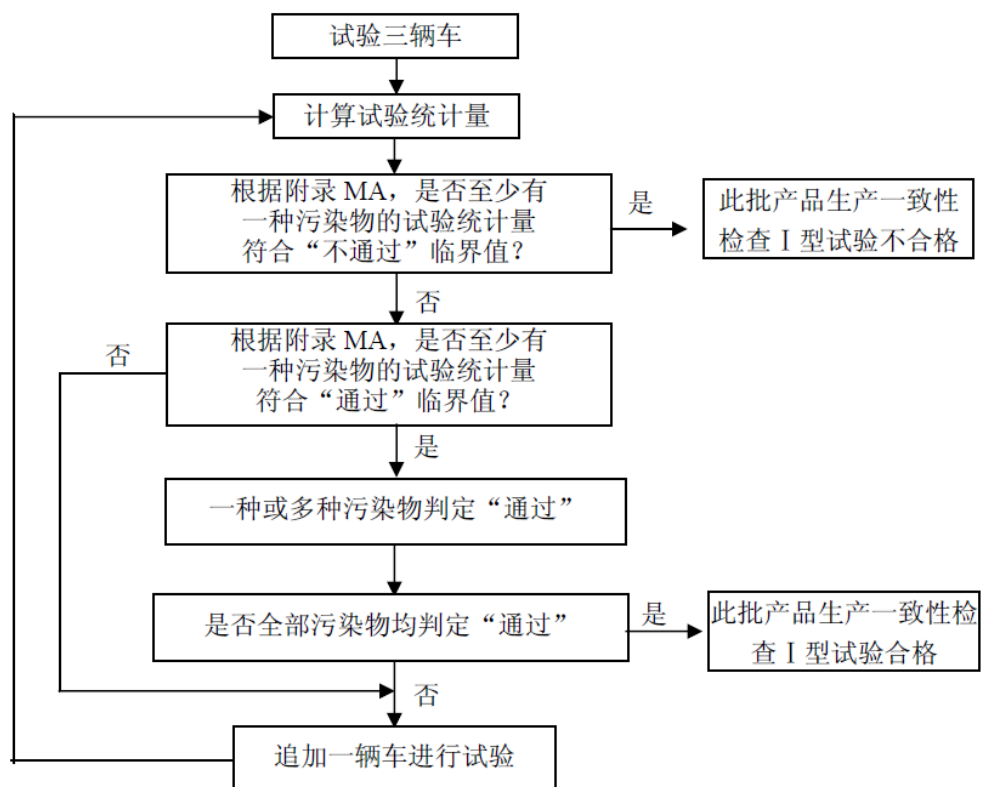 试验三辆车
计算试验统计量
根据附录 MA，是否至少有
一种污染物的试验统计量
符合“不通过”临界值？
是
此批产品生产一致性
检查Ⅰ型试验不合格
否
根据附录 MA，是否至少有
一种污染物的试验统计量
符合“通过”临界值？
否
是
一种或多种污染物判定“通过”
是否全部污染物均判定“通过”
是
此批产品生产一致性检
查Ⅰ型试验合格
否
追加一辆车进行试验